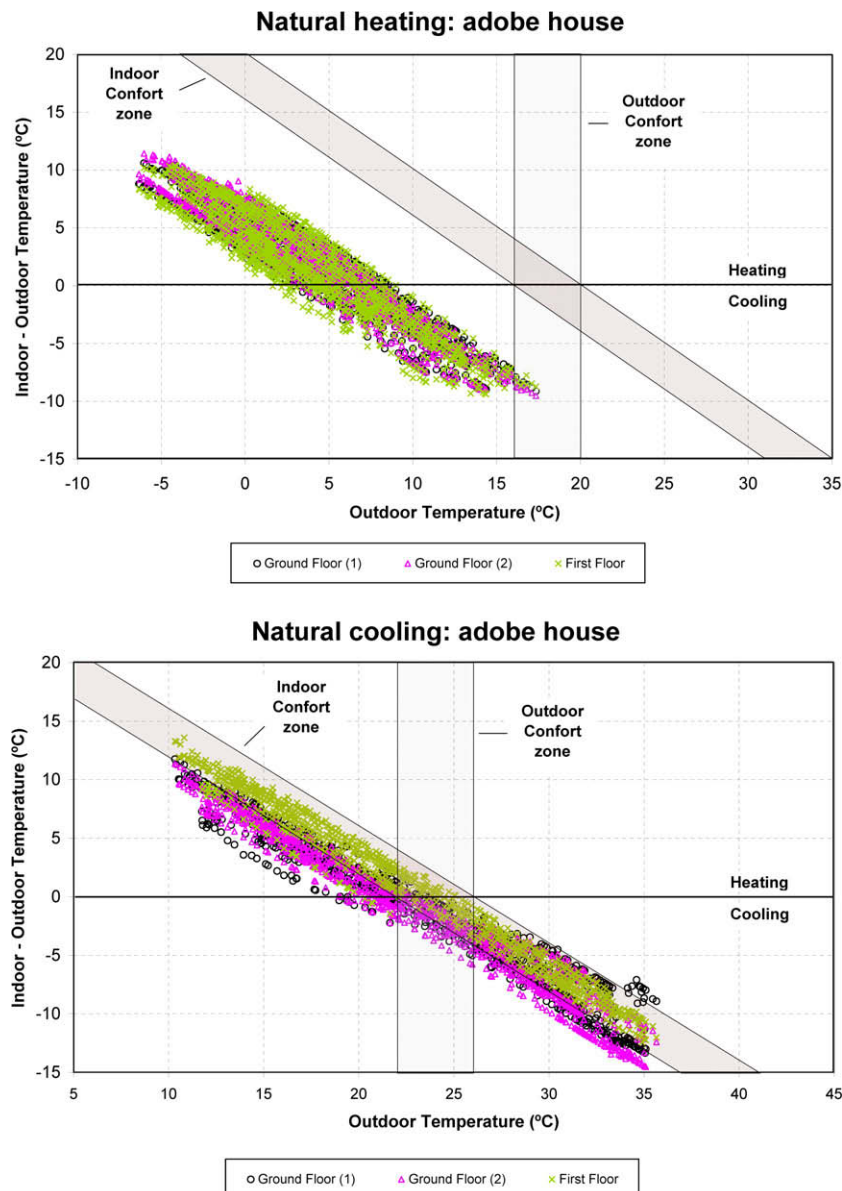 Natural heating: adobe house
20
15
10
5
0
-5
-10
-15
Indoor - Outdoor Temperature (ºC)
Indoor
Confort
zone
Outdoor
Confort
zone
Heating
Cooling
-10 -5 0 5 10 15 20 25 30 35
Outdoor Temperature (ºC)
Ground Floor (1) Ground Floor (2) First Floor
Natural cooling: adobe house
20
15
10
5
0
-5
-10
-15
Indoor - Outdoor Temperature (ºC)
Indoor
Confort
zone
Outdoor
Confort
zone
Heating
Cooling
5 10 15 20 25 30 35 40 45
Outdoor Temperature (ºC)
Ground Floor (1) Ground Floor (2) First Floor